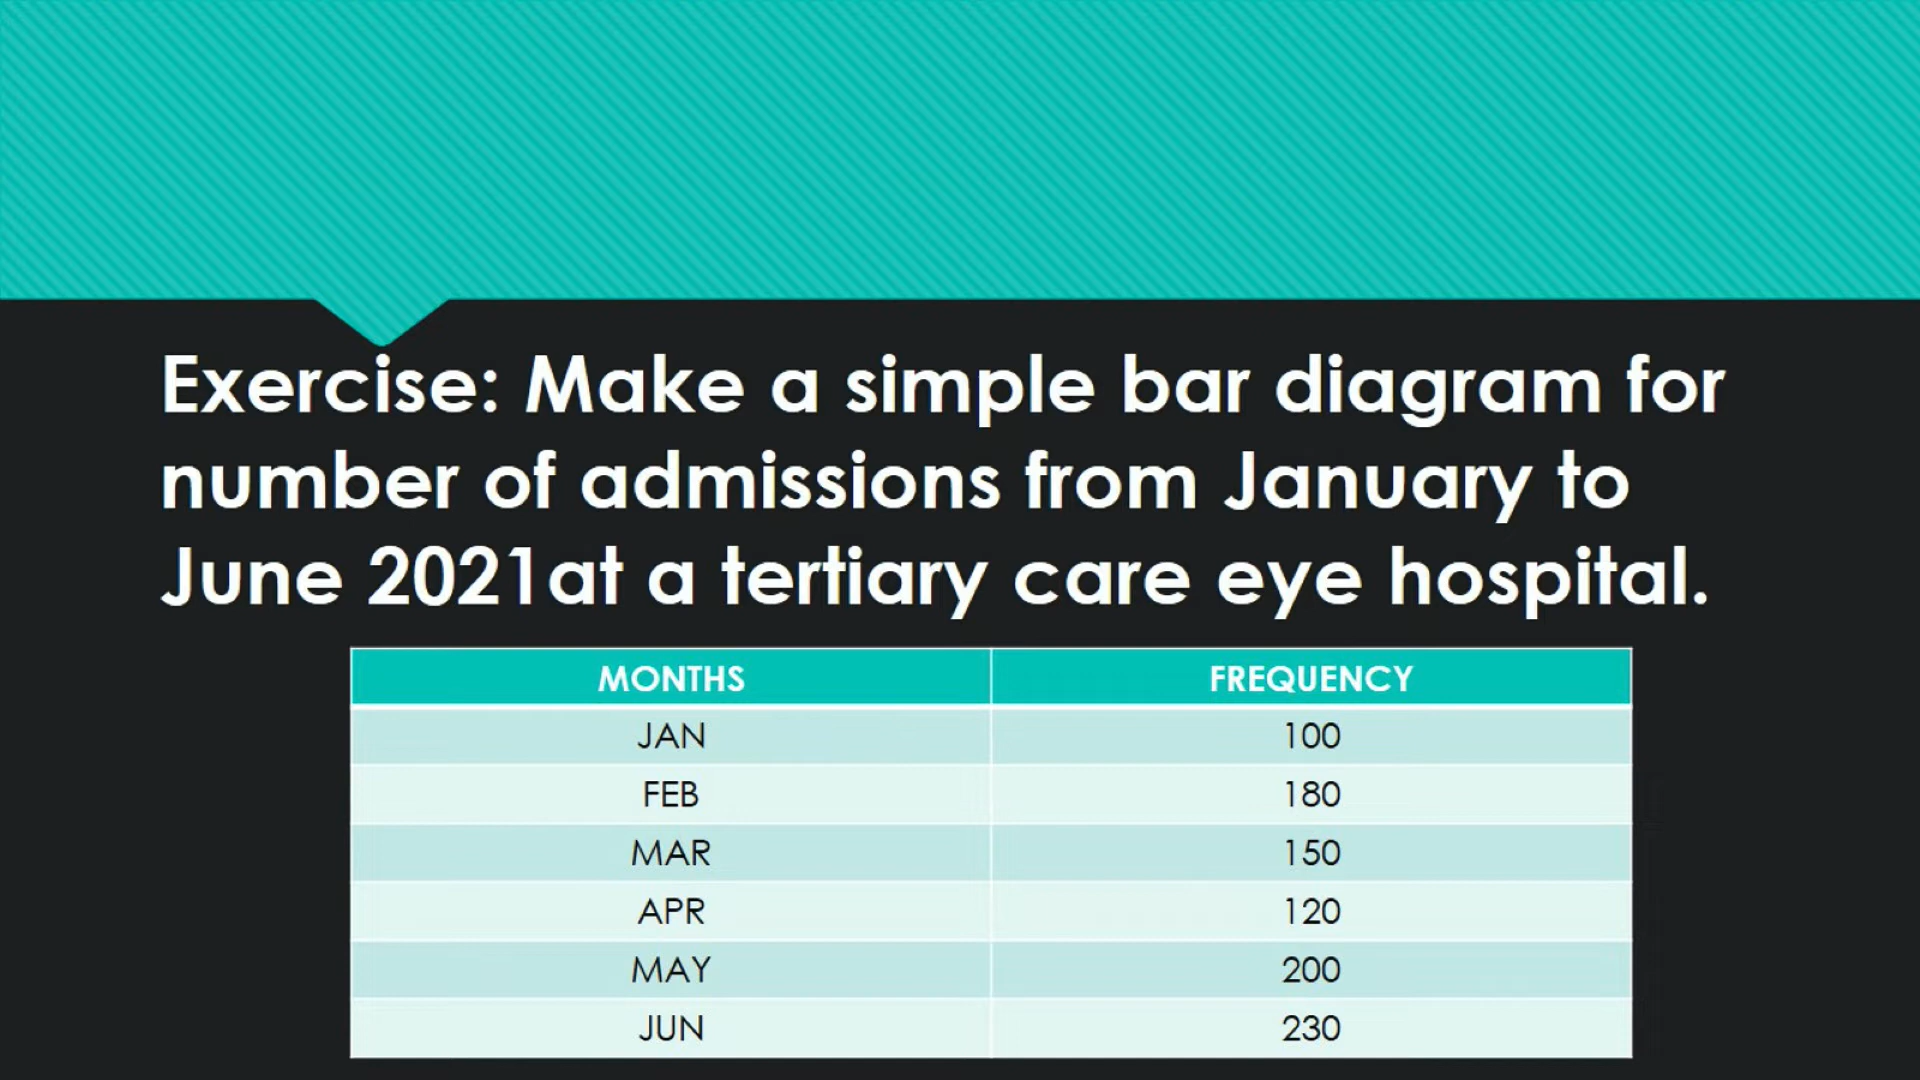 Exercise: Make a simple bar diagram for
number of admissions from January to
June 2021at a tertiary care eye hospital.
MONTHS FREQUENCY
JAN 100
FEB 180
MAR 150
APR 120
MAY 200
JUN 230